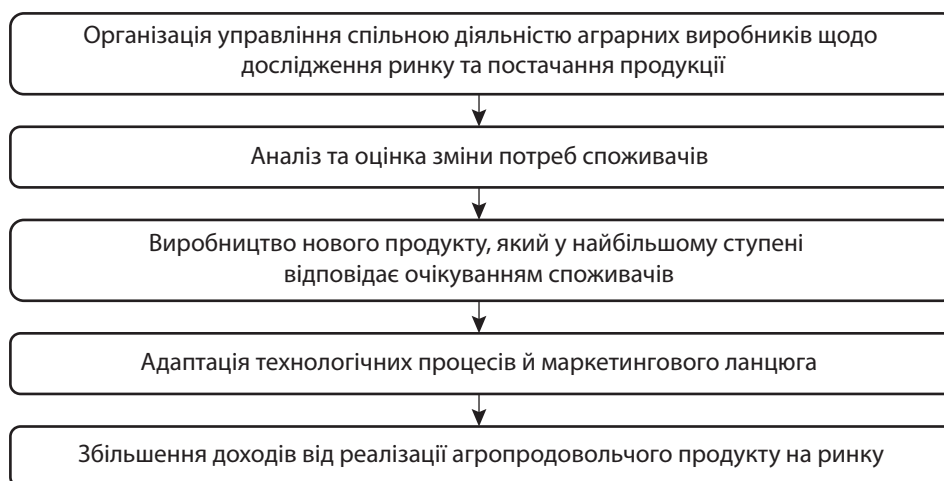 Організація управління спільною діяльністю аграрних виробників щодо
дослідження ринку та постачання продукції
Аналіз та оцінка зміни потреб споживачів
Виробництво нового продукту, який у найбільшому ступені
відповідає очікуванням споживачів
Адаптація технологічних процесів й маркетингового ланцюга
Збільшення доходів від реалізації агропродовольчого продукту на ринку